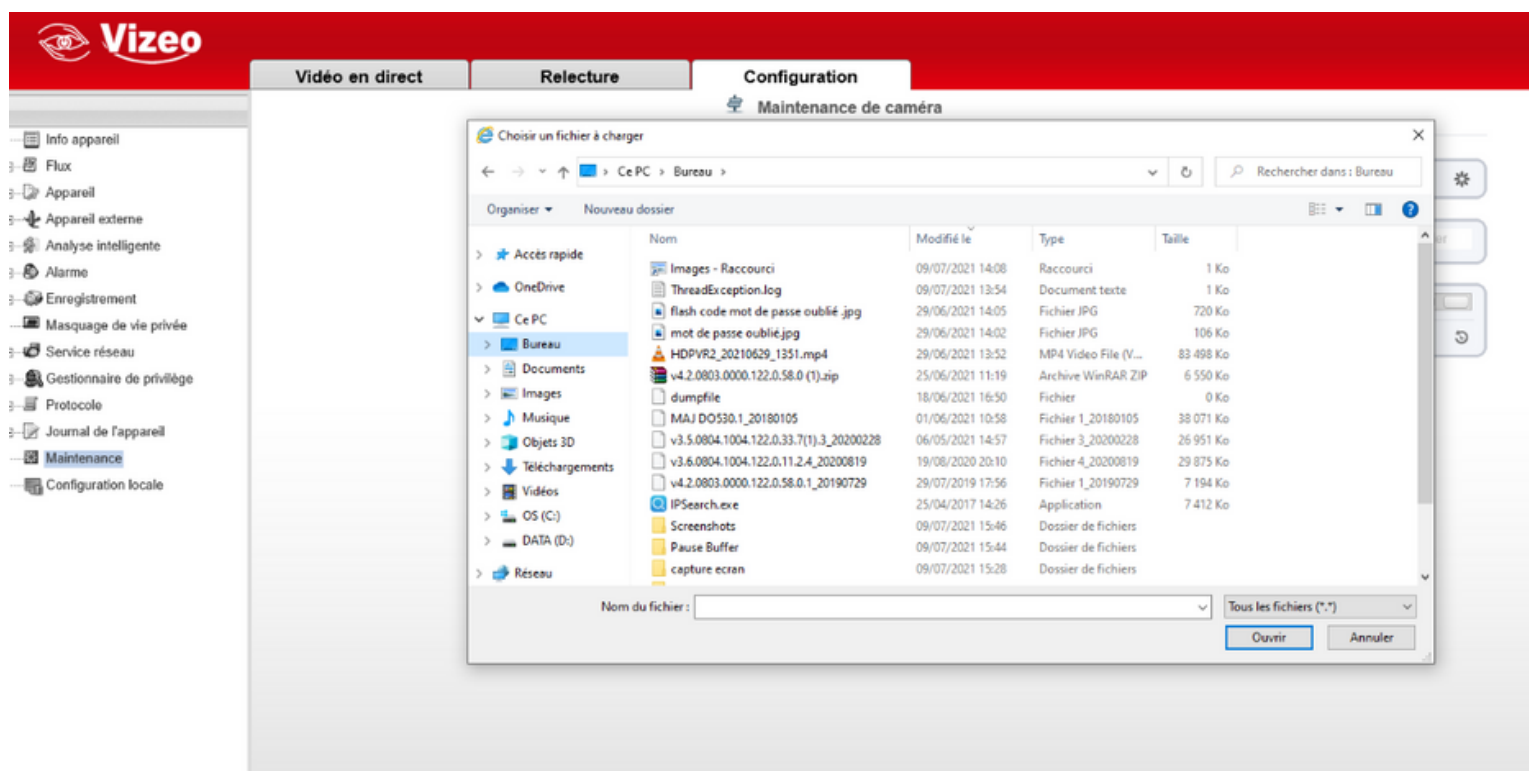 Vizeo
Vidéo en direct Relecture Configuration
Maintenance de caméra
Info appareil
Flux
Appareil
Appareil externe
Analyse intelligente
Alarme
Enregistrement
Masquage de vie privée
Service réseau
Gestionnaire de privilège
Protocole
Journal de l'appareil
Maintenance
Configuration locale
Choisir un fichier à charger
Ce PC > Bureau >
Rechercher dans : Bureau
Organiser
Nouveau dossier
Accès rapide
OneDrive
Ce PC
Bureau
Documents
Images
Musique
Objets 3D
Téléchargements
Vidéos
OS (C:)
DATA (D:)
Réseau
Nom Modifié le Type Taille
Images - Raccourci 09/07/2021 14:08 Raccourci 1 Ko
ThreadException.log 09/07/2021 13:54 Document texte 1 Ko
flash code mot de passe oublié .jpg 29/06/2021 14:05 Fichier JPG 720 Ko
mot de passe oublié.jpg 29/06/2021 14:02 Fichier JPG 106 Ko
HDPVR2_20210629_1351.mp4 29/06/2021 13:52 MP4 Video File (V... 83 498 Ko
v4.2.0803.0000.122.0.58.0 (1).zip 25/06/2021 11:19 Archive WinRAR ZIP 6 550 Ko
dumpfile 18/06/2021 16:50 Fichier 0 Ko
MAJ DO530.1_20180105 01/06/2021 10:58 Fichier 1_20180105 38 071 Ko
v3.5.0804.1004.122.0.33.7(1).3_20200228 06/05/2021 14:57 Fichier 3_20200228 26 951 Ko
v3.6.0804.1004.122.0.11.2.4_20200819 19/08/2020 20:10 Fichier 4_20200819 29 875 Ko
v4.2.0803.0000.122.0.58.0.1_20190729 29/07/2019 17:56 Fichier 1_20190729 7 194 Ko
IPSearch.exe 25/04/2017 14:26 Application 7 412 Ko
Screenshots 09/07/2021 15:46 Dossier de fichiers
Pause Buffer 09/07/2021 15:44 Dossier de fichiers
capture ecran 09/07/2021 15:28 Dossier de fichiers
Nom du fichier :
Tous les fichiers (*.*)
Ouvrir Annuler